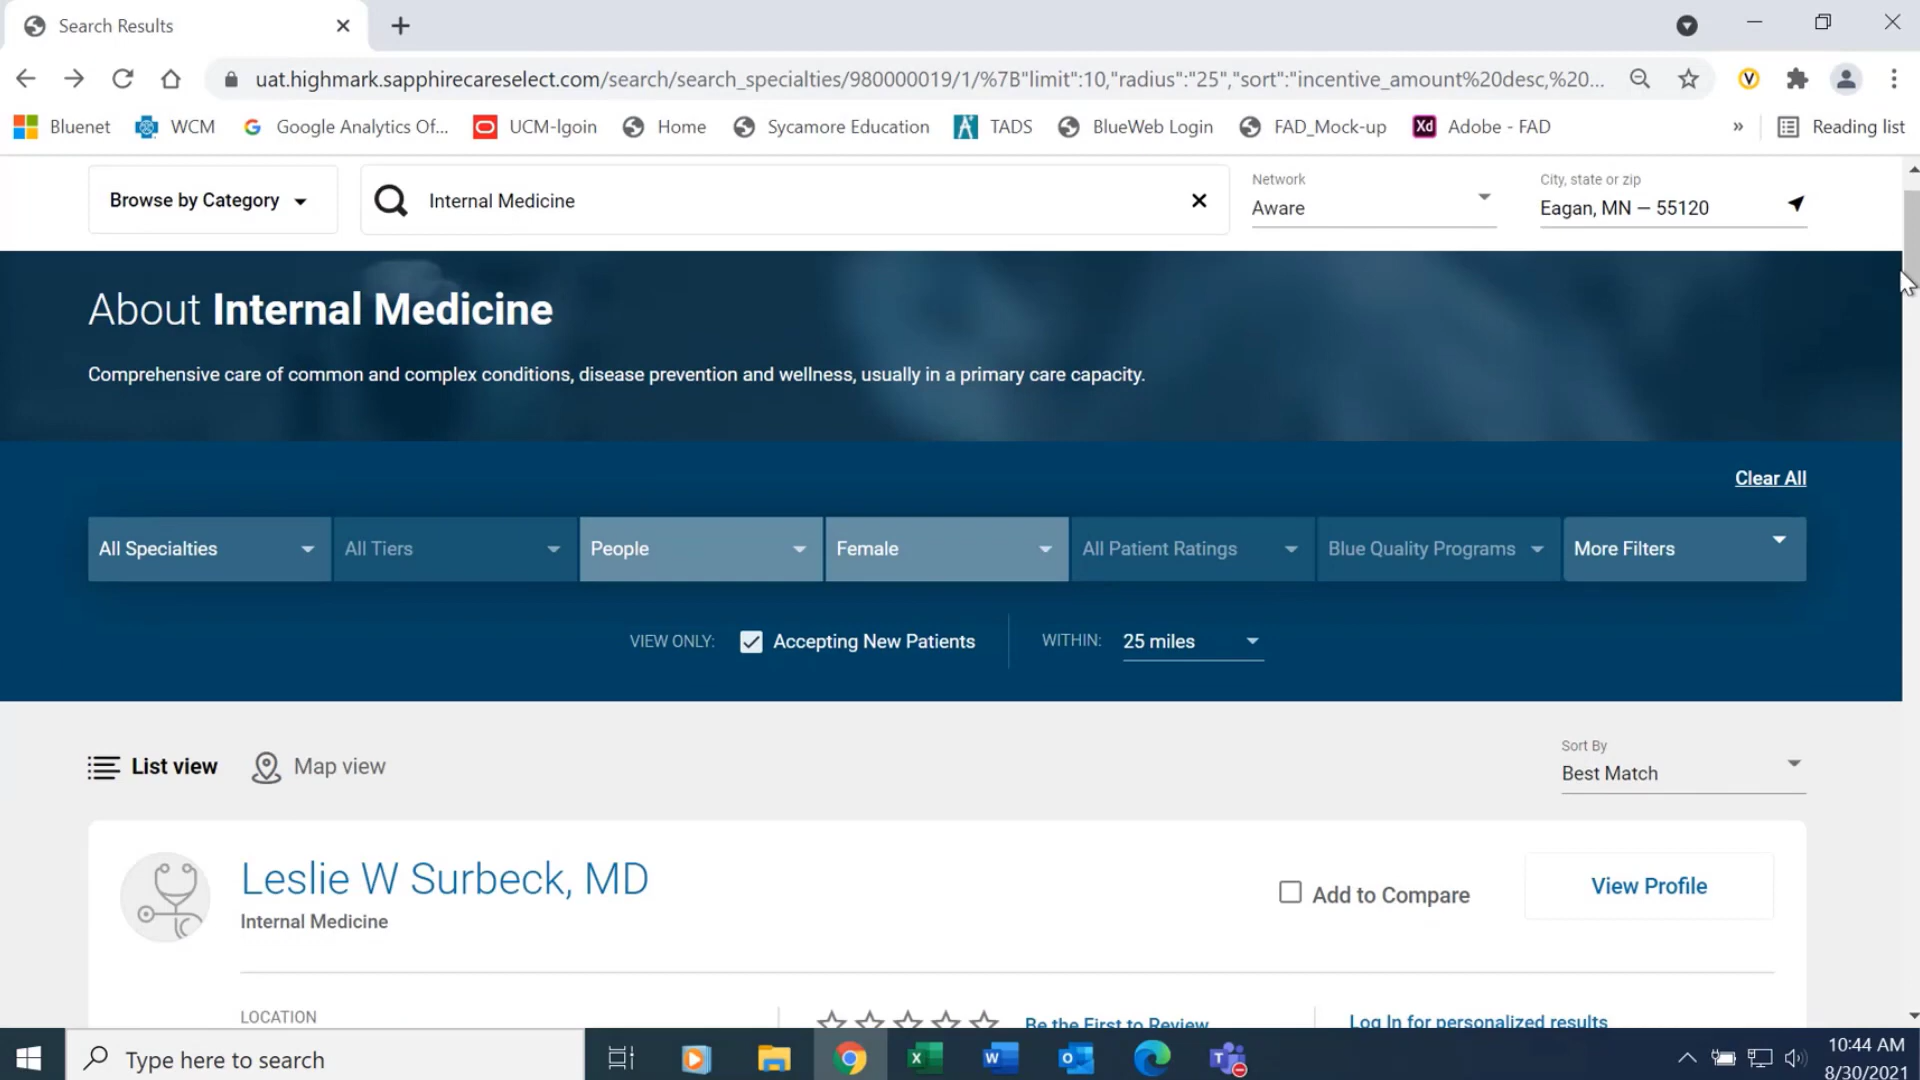 Search Results
uat.highmark.sapphirecareselect.com/search/search_specialties/980000019/1/%7B"limit":10,"radius":"25","sort":"incentive_amount%20desc,%20...
Bluenet WCM Google Analytics Of... UCM-lgoin Home Sycamore Education TADS BlueWeb Login FAD_Mock-up Xd Adobe - FAD » Reading list
Browse by Category
Internal Medicine
Network
Aware
City, state or zip
Eagan, MN – 55120
About Internal Medicine
Comprehensive care of common and complex conditions, disease prevention and wellness, usually in a primary care capacity.
Clear All
All Specialties All Tiers People Female All Patient Ratings Blue Quality Programs More Filters
VIEW ONLY: Accepting New Patients WITHIN: 25 miles
List view Map view
Sort By
Best Match
Leslie W Surbeck, MD
Internal Medicine
Add to Compare
View Profile
LOCATION
Be the First to Review
Log In for personalized results
Type here to search
10:44 AM
8/30/2021